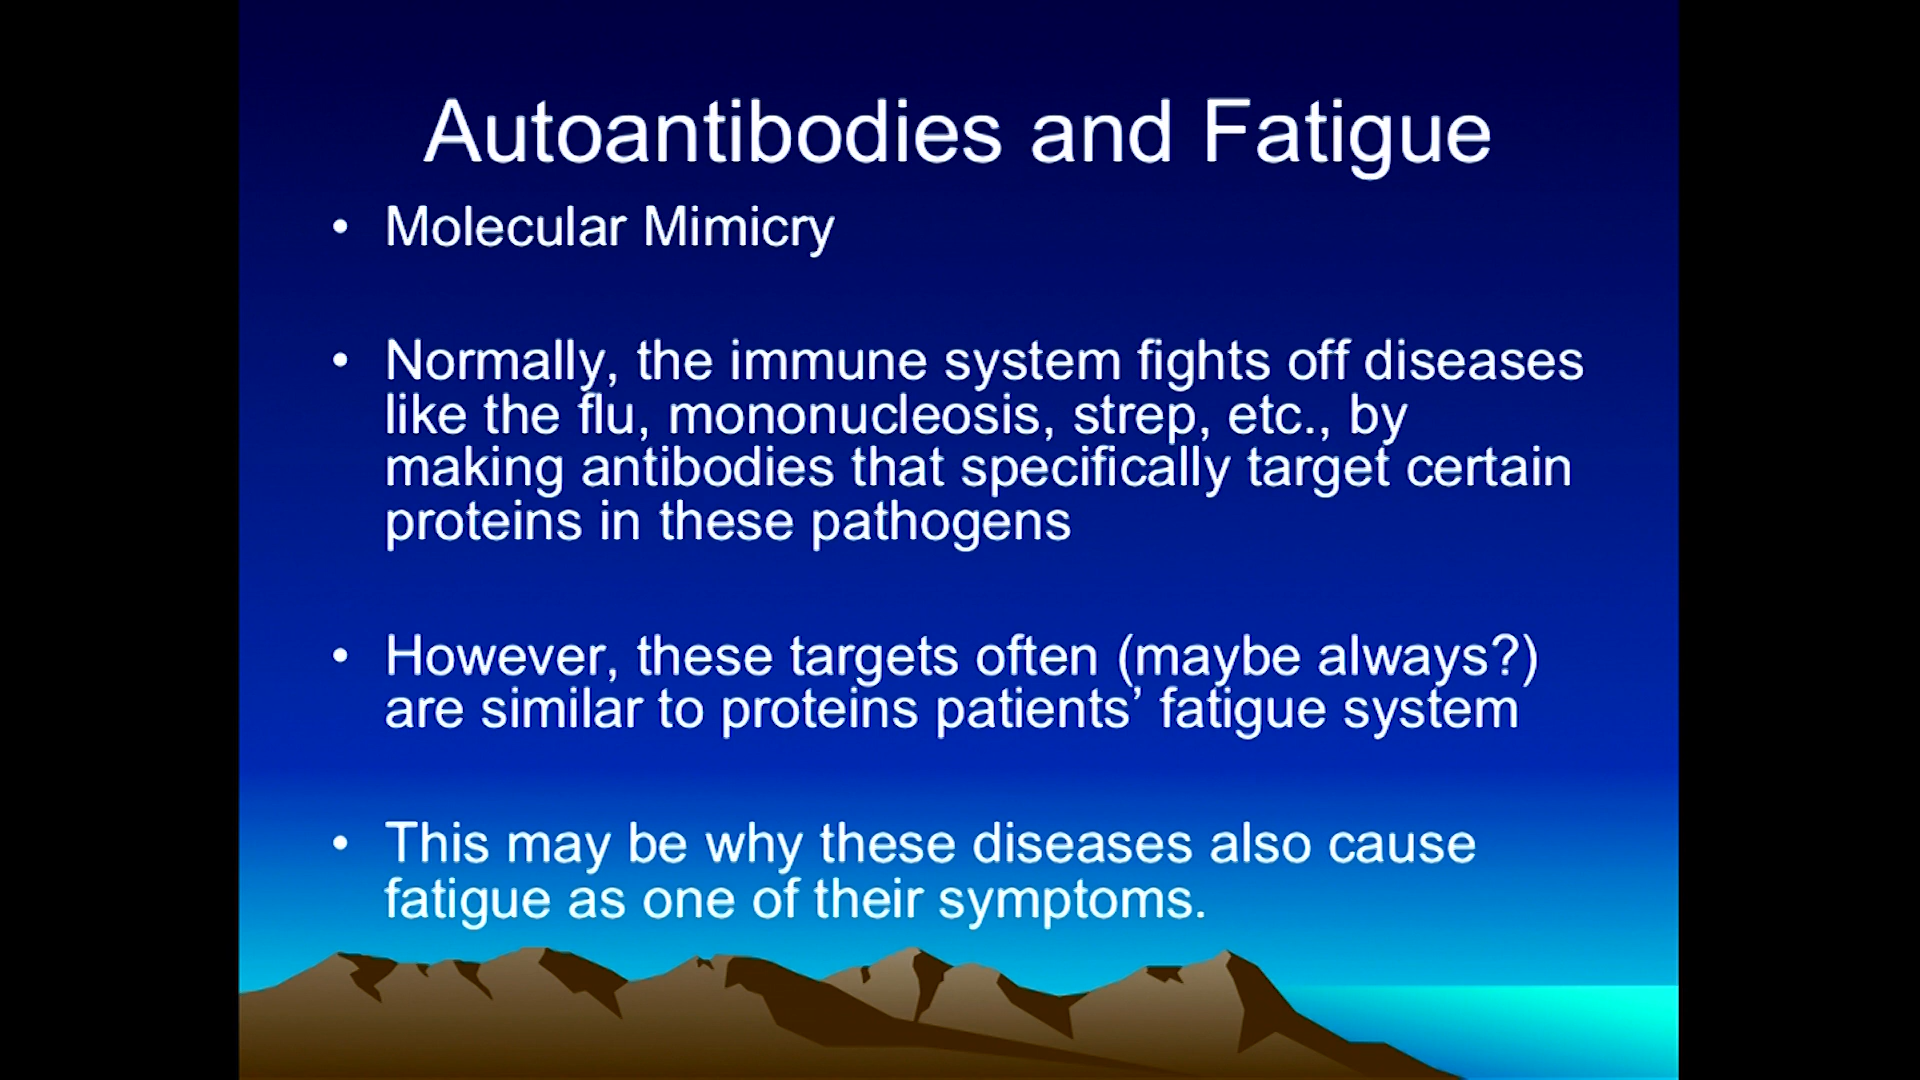 Autoantibodies and Fatigue
• Molecular Mimicry
• Normally, the immune system fights off diseases
like the flu, mononucleosis, strep, etc., by
making antibodies that specifically target certain
proteins in these pathogens
• However, these targets often (maybe always?)
are similar to proteins patients’ fatigue system
• This may be why these diseases also cause
fatigue as one of their symptoms.